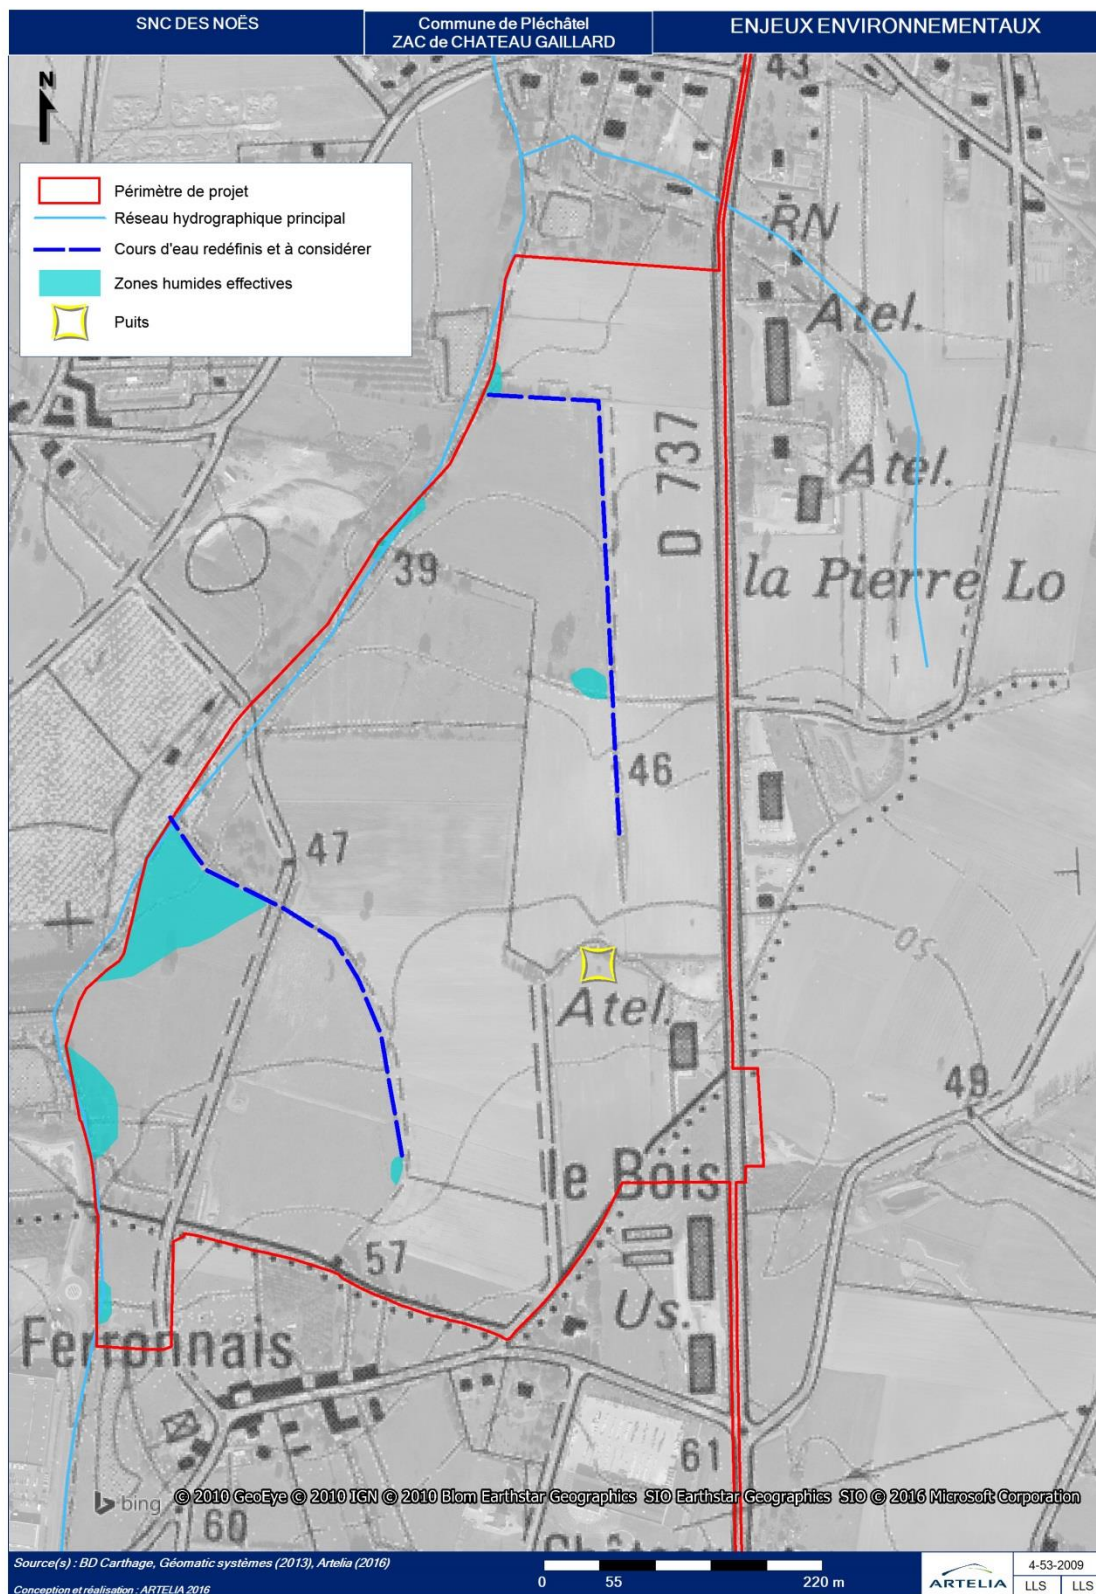 SNC DES NOËS
Commune de Pléchâtel
ZAC de CHATEAU GAILLARD
ENJEUX ENVIRONNEMENTAUX
N
43
Périmètre de projet
Réseau hydrographique principal
Cours d'eau redéfinis et à considérer
Zones humides effectives
Puits
RN
Atel.
D 737
Atel.
39
la Pierre Lo
46
47
50
Atel.
49
le Bois
57
Us.
Ferronnais
61
bing
© 2010 GeoEye © 2010 IGN © 2010 Blom Earthstar Geographics SIO Earthstar Geographics SIO © 2016 Microsoft Corporation
60
Source(s) : BD Carthage, Géomatic systèmes (2013), Artelia (2016)
Conception et réalisation : ARTELIA 2016
0 55 220 m
ARTELIA
4-53-2009
LLS LLS